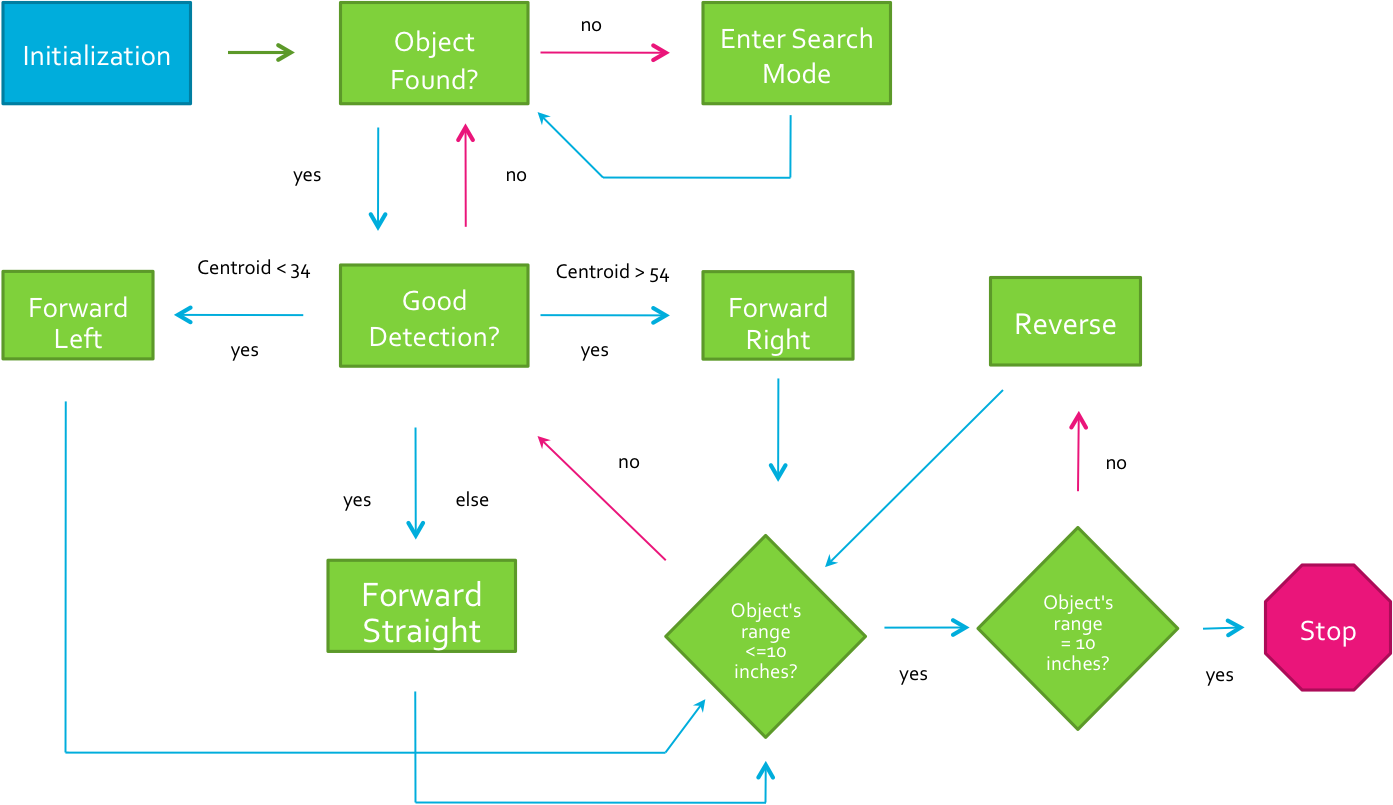 Initialization
Object
Found?
no
Enter Search
Mode
yes
no
Centroid < 34
Centroid > 54
Forward
Left
yes
Good
Detection?
yes
Forward
Right
Reverse
no
no
yes
else
Forward
Straight
Object's
range
<=10
inches?
yes
Object's
range
= 10
inches?
yes
Stop